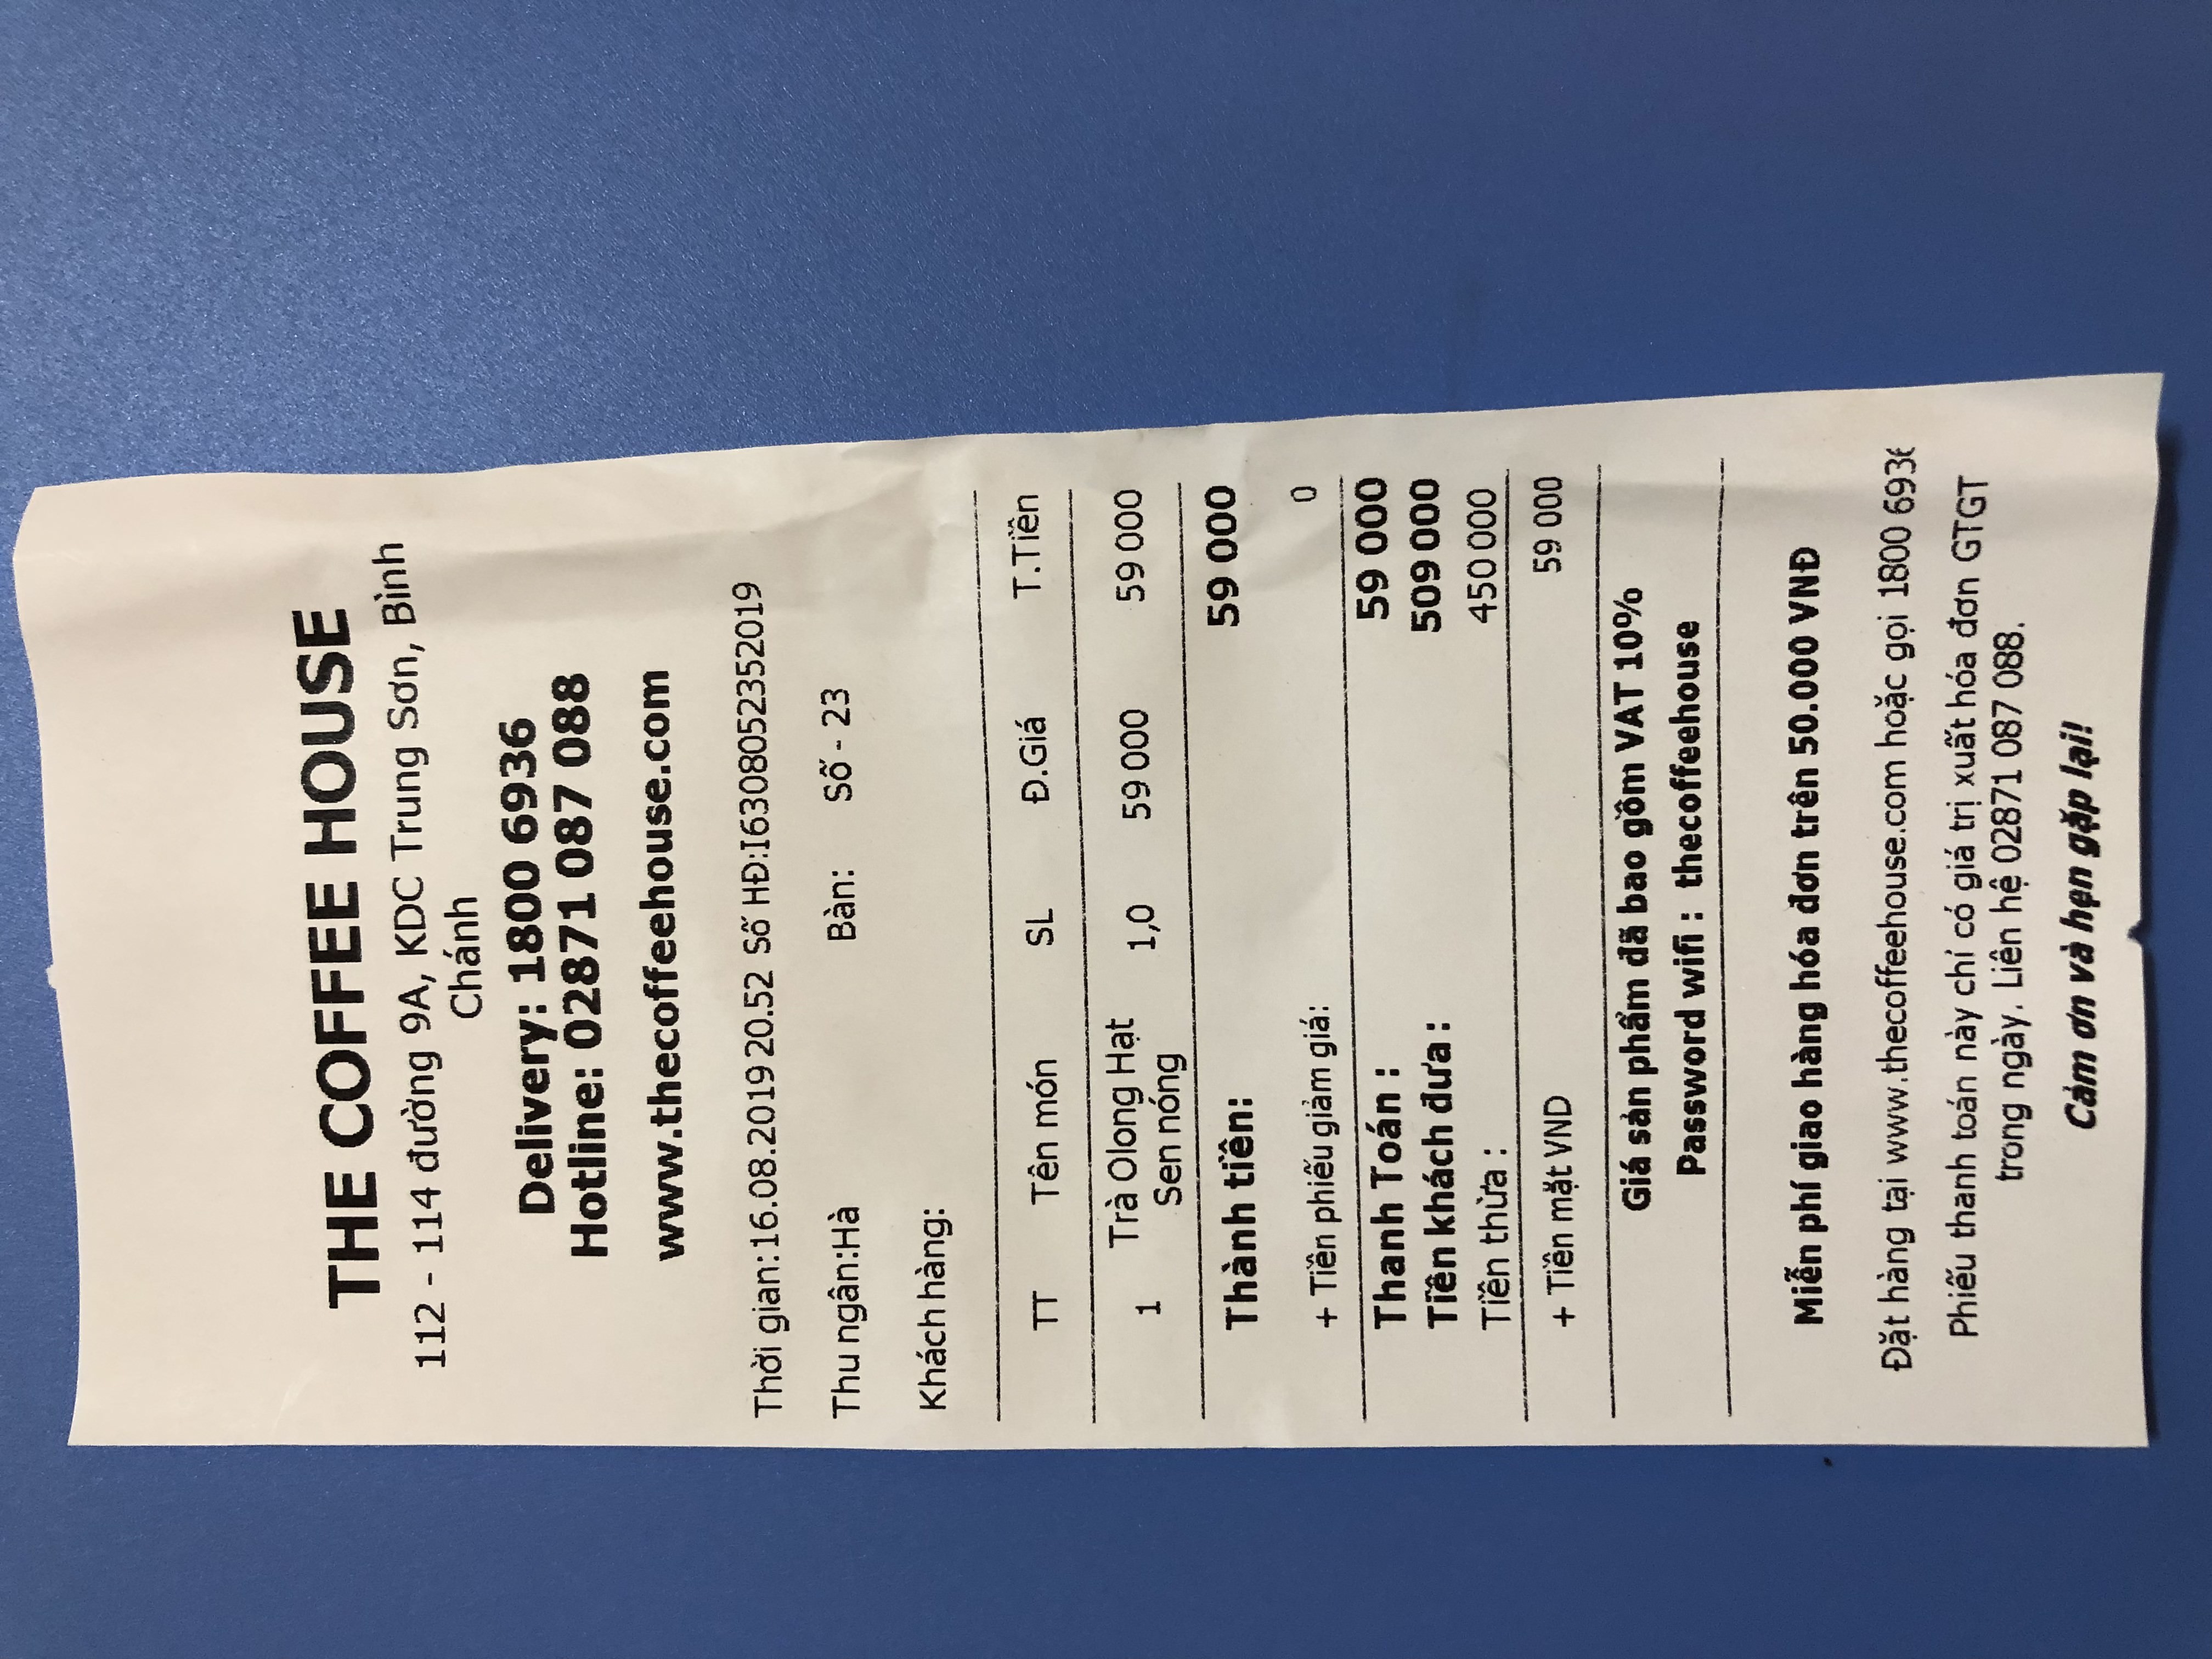 THE COFFEE HOUSE
112 - 114 đường 9A, KDC Trung Sơn, Bình
Chánh
Delivery: 1800 6936
Hotline: 02871 087 088
www.thecoffeehouse.com
Thời gian:16.08.2019 20.52 Số HĐ:I6308052352019
Thu ngân:Hà Bàn: Số - 23
Khách hàng:
TT Tên món SL Đ.Giá T.Tiền
1 Trà Olong Hạt 1,0 59 000 59 000
Sen nóng
Thành tiền: 59 000
+ Tiền phiếu giảm giá: 0
Thanh Toán : 59 000
Tiền khách đưa : 509 000
Tiền thừa : 450 000
+ Tiền mặt VND 59 000
Giá sản phẩm đã bao gồm VAT 10%
Password wifi : thecoffeehouse
Miễn phí giao hàng hóa đơn trên 50.000 VNĐ
Đặt hàng tại www.thecoffeehouse.com hoặc gọi 1800 6936
Phiếu thanh toán này chỉ có giá trị xuất hóa đơn GTGT
trong ngày. Liên hệ 02871 087 088.
Cảm ơn và hẹn gặp lại!